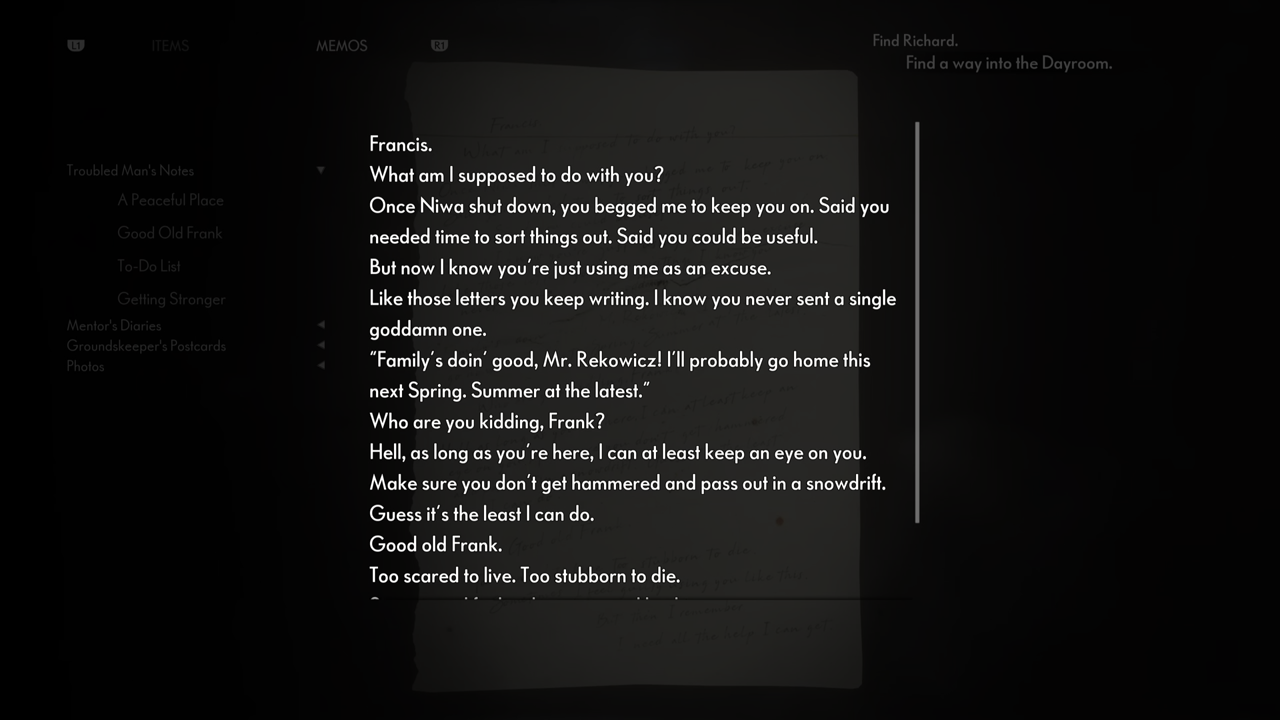 L1
ITEMS
MEMOS
R1
Find Richard.
Find a way into the Dayroom.
Troubled Man's Notes
A Peaceful Place
Good Old Frank
To-Do List
Getting Stronger
Mentor's Diaries
Groundskeeper's Postcards
Photos
Francis.
What am I supposed to do with you?
Once Niwa shut down, you begged me to keep you on. Said you
needed time to sort things out. Said you could be useful.
But now I know you're just using me as an excuse.
Like those letters you keep writing. I know you never sent a single
goddamn one.
"Family's doin' good, Mr. Rekowicz! I'll probably go home this
next Spring. Summer at the latest."
Who are you kidding, Frank?
Hell, as long as you're here, I can at least keep an eye on you.
Make sure you don't get hammered and pass out in a snowdrift.
Guess it's the least I can do.
Good old Frank.
Too scared to live. Too stubborn to die.